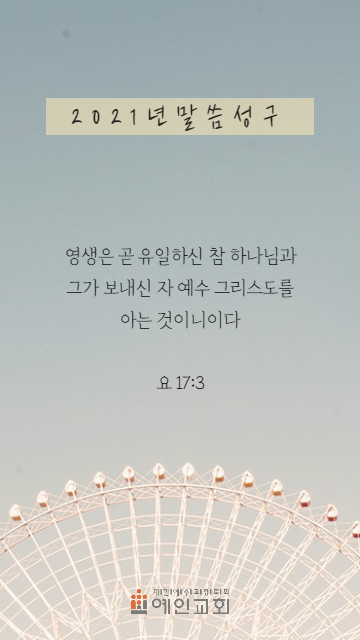 2021년말씀성구
영생은 곧 유일하신 참 하나님과
그가 보내신 자 예수 그리스도를
아는 것이니이다
요 17:3
예인교회